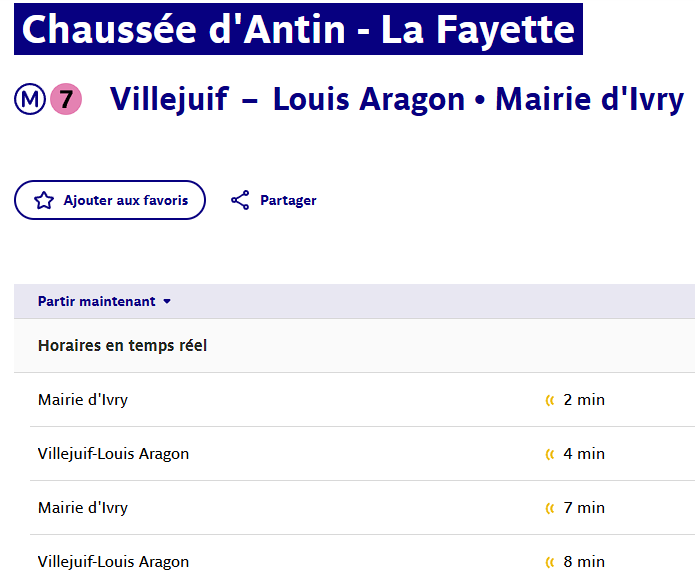 Chaussée d'Antin - La Fayette
M 7 Villejuif – Louis Aragon • Mairie d'Ivry
Ajouter aux favoris Partager
Partir maintenant
Horaires en temps réel
Mairie d'Ivry 2 min
Villejuif-Louis Aragon 4 min
Mairie d'Ivry 7 min
Villejuif-Louis Aragon 8 min